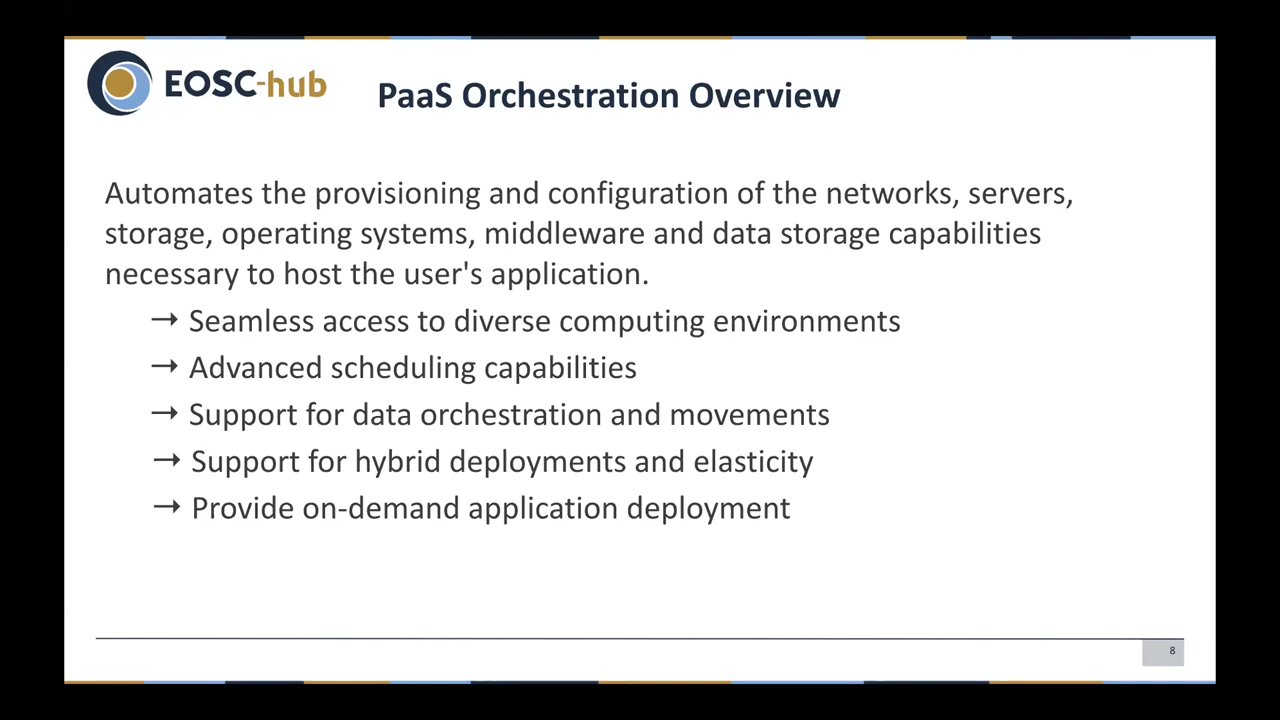 EOSC-hub
PaaS Orchestration Overview
Automates the provisioning and configuration of the networks, servers,
storage, operating systems, middleware and data storage capabilities
necessary to host the user's application.
→ Seamless access to diverse computing environments
→ Advanced scheduling capabilities
→ Support for data orchestration and movements
→ Support for hybrid deployments and elasticity
→ Provide on-demand application deployment
8